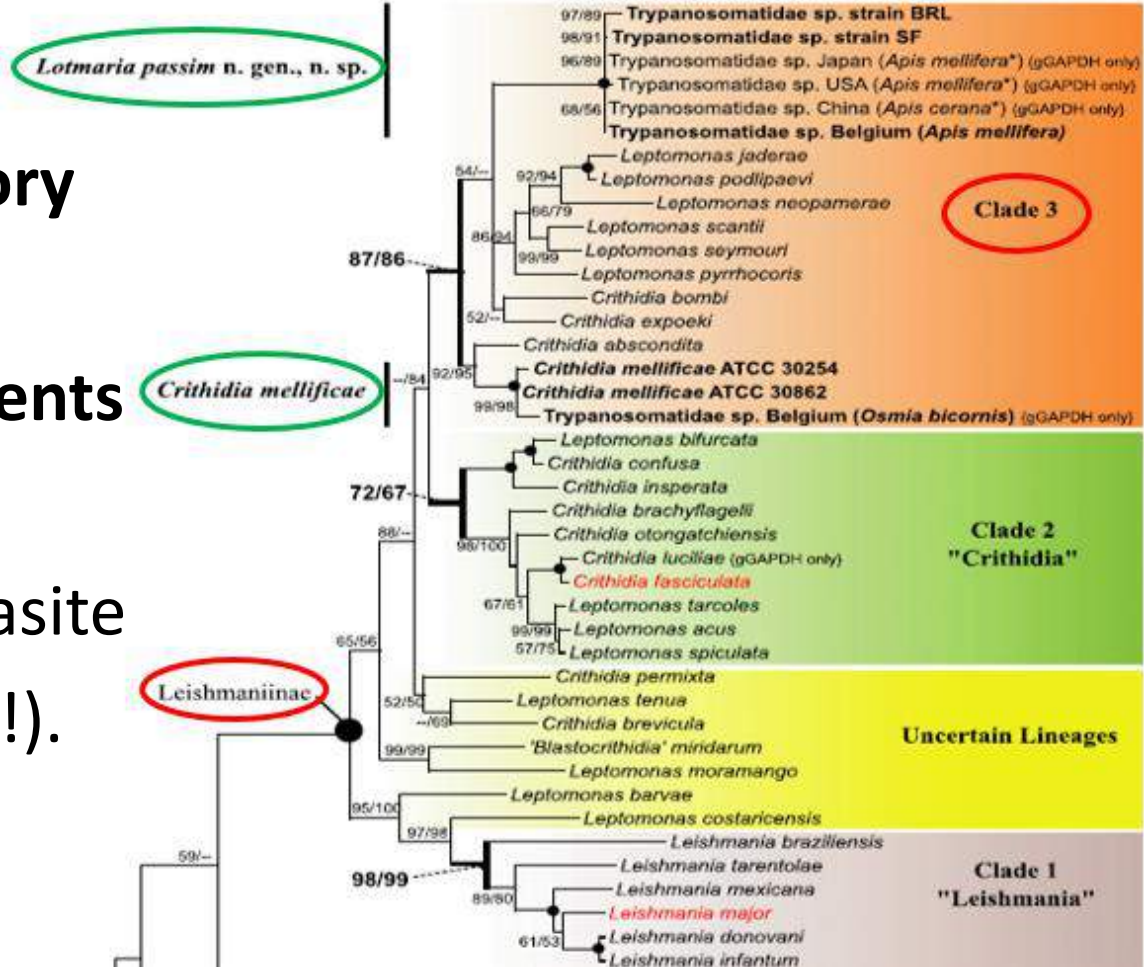 Lotmaria passim n. gen., n. sp.
ory
ents
Crithidia mellificae
asite
Leishmaniinae
!).
97/89 Trypanosomatidae sp. strain BRL
98/91 Trypanosomatidae sp. strain SF
96/89 Trypanosomatidae sp. Japan (Apis mellifera*) (gGAPDH only)
Trypanosomatidae sp. USA (Apis mellifera*) (gGAPDH only)
68/56 Trypanosomatidae sp. China (Apis cerana*) (gGAPDH only)
Trypanosomatidae sp. Belgium (Apis mellifera)
54/--
Leptomonas jaderae
92/94
Leptomonas podlipaevi
Leptomonas neopamerae
66/79
Clade 3
Leptomonas scantii
86/94
Leptomonas seymouri
99/99
87/86
Leptomonas pyrrhocoris
Crithidia bombi
52/--
Crithidia expoeki
Crithidia abscondita
92/95
--/84
Crithidia mellificae ATCC 30254
Crithidia mellificae ATCC 30862
99/98
Trypanosomatidae sp. Belgium (Osmia bicornis) (gGAPDH only)
Leptomonas bifurcata
Crithidia confusa
72/67
Crithidia insperata
Crithidia brachyflagelli
88/--
Crithidia otongatchiensis
98/100
Clade 2
"Crithidia"
Crithidia luciliae (gGAPDH only)
Crithidia fasciculata
67/61
Leptomonas tarcoles
99/99
Leptomonas acus
57/75
Leptomonas spiculata
65/56
Crithidia permixta
52/50
Leptomonas tenua
--/69
Crithidia brevicula
Uncertain Lineages
99/99
'Blastocrithidia' miridarum
Leptomonas moramango
95/100
Leptomonas barvae
97/98
Leptomonas costaricensis
Leishmania braziliensis
59/--
98/99
Leishmania tarentolae
Clade 1
"Leishmania"
89/80
Leishmania mexicana
Leishmania major
61/53
Leishmania donovani
Leishmania infantum